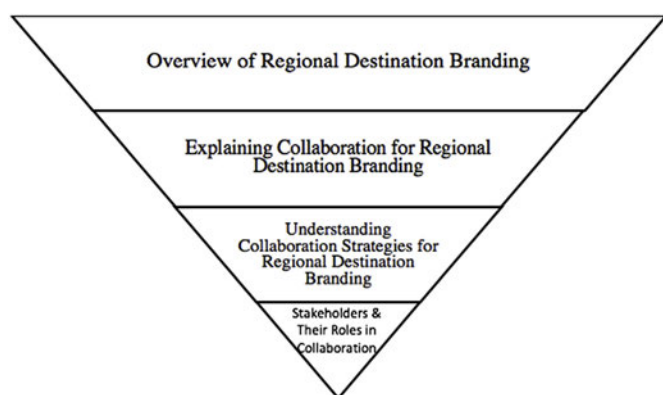 Overview of Regional Destination Branding
Explaining Collaboration for Regional
Destination Branding
Understanding
Collaboration Strategies for
Regional Destination
Branding
Stakeholders &
Their Roles in
Collaboration